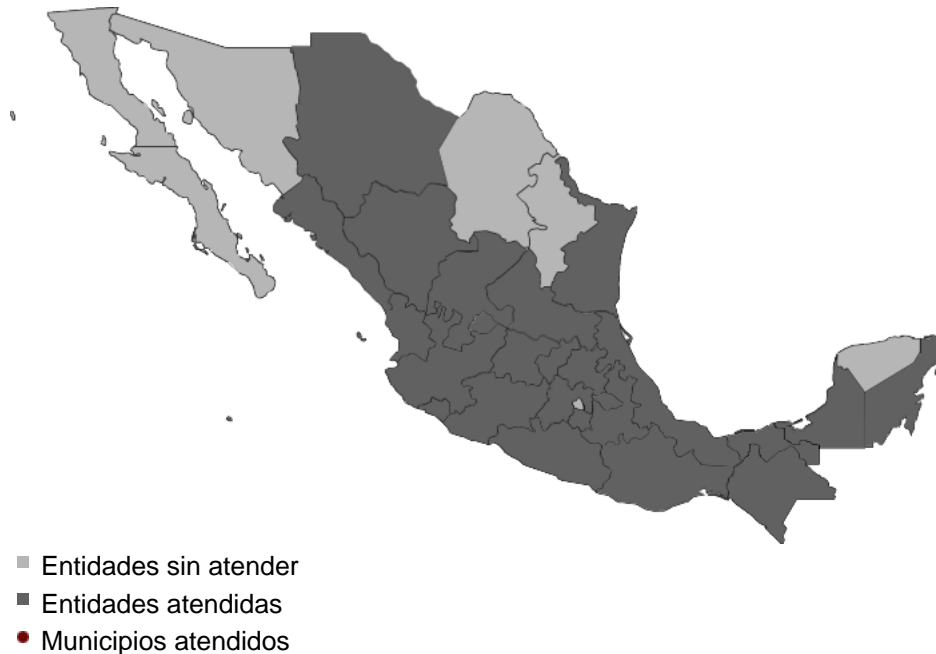 Entidades sin atender
Entidades atendidas
Municipios atendidos